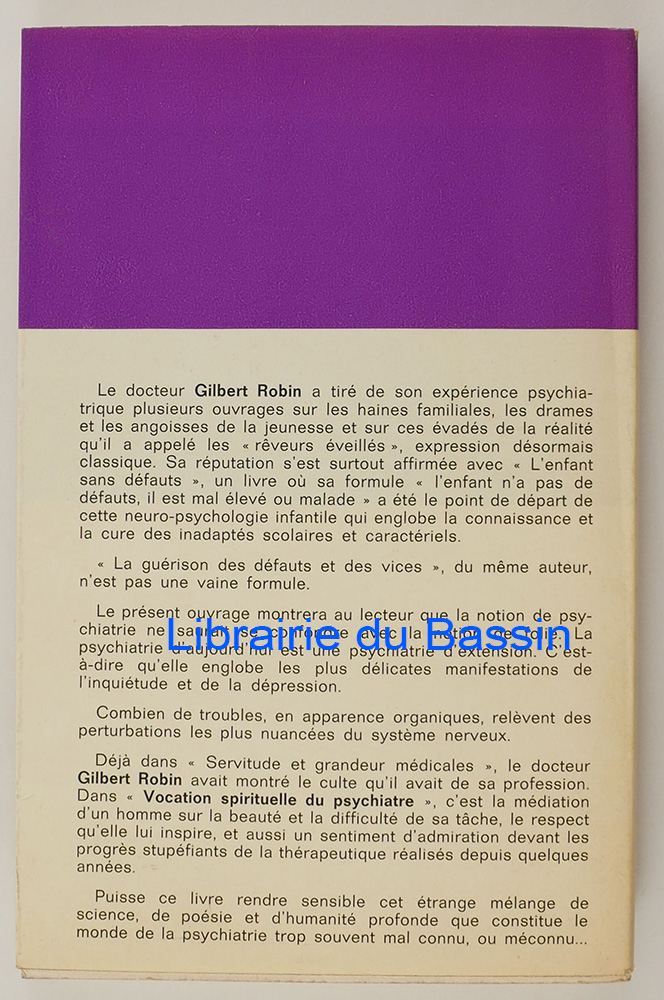 Le docteur Gilbert Robin a tiré de son expérience psychia-
trique plusieurs ouvrages sur les haines familiales, les drames
et les angoisses de la jeunesse et sur ces évadés de la réalité
qu'il a appelé les « rêveurs éveillés », expression désormais
classique. Sa réputation s'est surtout affirmée avec « L'enfant
sans défauts », un livre où sa formule « l'enfant n'a pas de
défauts, il est mal élevé ou malade » a été le point de départ de
cette neuro-psychologie infantile qui englobe la connaissance et
la cure des inadaptés scolaires et caractériels.
« La guérison des défauts et des vices », du même auteur,
n'est pas une vaine formule.
Le présent ouvrage montrera au lecteur que la notion de psy-
chiatrie ne saurait se confondre avec la notion de folie. La
Librairie du Bassin
psychiatrie d'aujourd'hui est une psychiatrie d'extension. C'est-
à-dire qu'elle englobe les plus délicates manifestations de
l'inquiétude et de la dépression.
Combien de troubles, en apparence organiques, relèvent des
perturbations les plus nuancées du système nerveux.
Déjà dans « Servitude et grandeur médicales », le docteur
Gilbert Robin avait montré le culte qu'il avait de sa profession.
Dans « Vocation spirituelle du psychiatre », c'est la médiation
d'un homme sur la beauté et la difficulté de sa tâche, le respect
qu'elle lui inspire, et aussi un sentiment d'admiration devant les
progrès stupéfiants de la thérapeutique réalisés depuis quelques
années.
Puisse ce livre rendre sensible cet étrange mélange de
science, de poésie et d'humanité profonde que constitue le
monde de la psychiatrie trop souvent mal connu, ou méconnu...